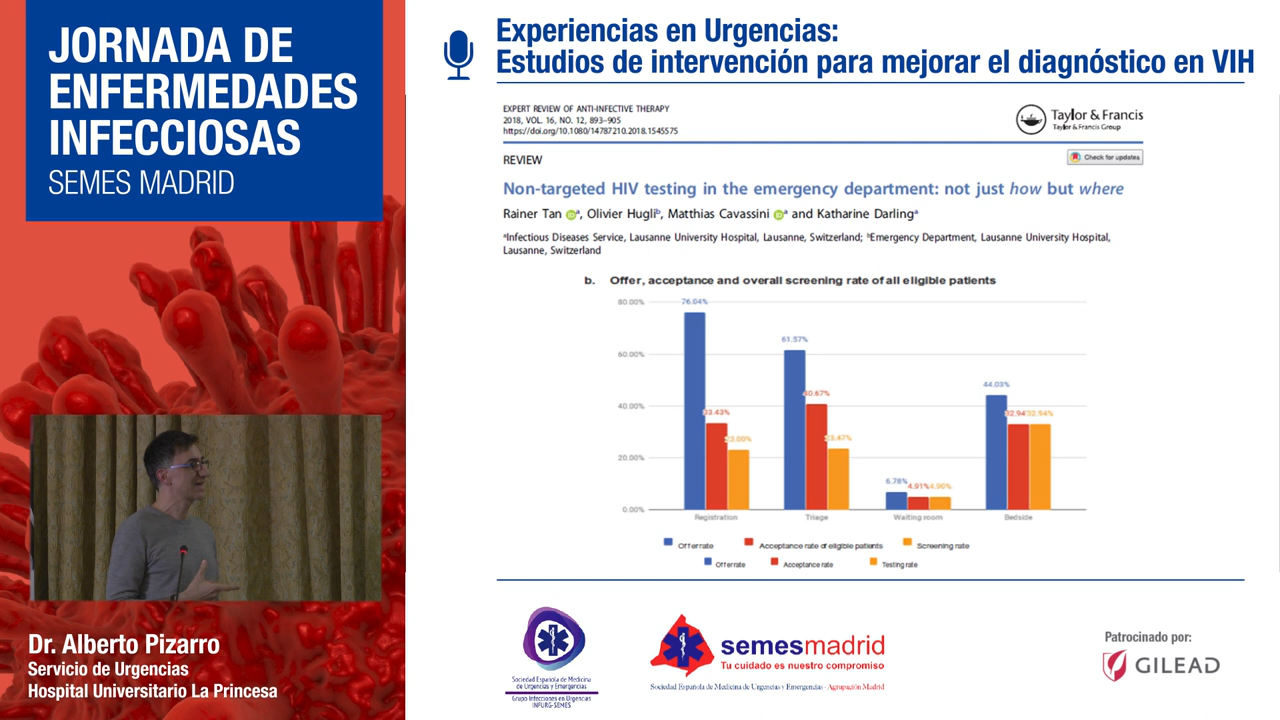 JORNADA DE
ENFERMEDADES
INFECCIOSAS
SEMES MADRID
Dr. Alberto Pizarro
Servicio de Urgencias
Hospital Universitario La Princesa
Experiencias en Urgencias:
Estudios de intervención para mejorar el diagnóstico en VIH
EXPERT REVIEW OF ANTI-INFECTIVE THERAPY
2018, VOL. 16, NO. 12, 893–905
https://doi.org/10.1080/14787210.2018.1545575
Taylor & Francis
Taylor & Francis Group
REVIEW
Check for updates
Non-targeted HIV testing in the emergency department: not just how but where
Rainer Tan iDᵃ, Olivier Hugliᵇ, Matthias Cavassini iDᵃ and Katharine Darlingᵃ
ᵃInfectious Diseases Service, Lausanne University Hospital, Lausanne, Switzerland; ᵇEmergency Department, Lausanne University Hospital,
Lausanne, Switzerland
b. Offer, acceptance and overall screening rate of all eligible patients
80.00%
60.00%
40.00%
20.00%
0.00%
76.04%
33.43%
23.00%
61.57%
40.67%
23.47%
6.78%
4.91%
4.90%
44.03%
32.94%
32.94%
Registration Triage Waiting room Bedside
Offer rate Acceptance rate of eligible patients Screening rate
Offer rate Acceptance rate Testing rate
Sociedad Española de Medicina
de Urgencias y Emergencias
Grupo Infecciones en Urgencias
INFURG-SEMES
semesmadrid
Tu cuidado es nuestro compromiso
Sociedad Española de Medicina de Urgencias y Emergencias - Agrupación Madrid
Patrocinado por:
GILEAD